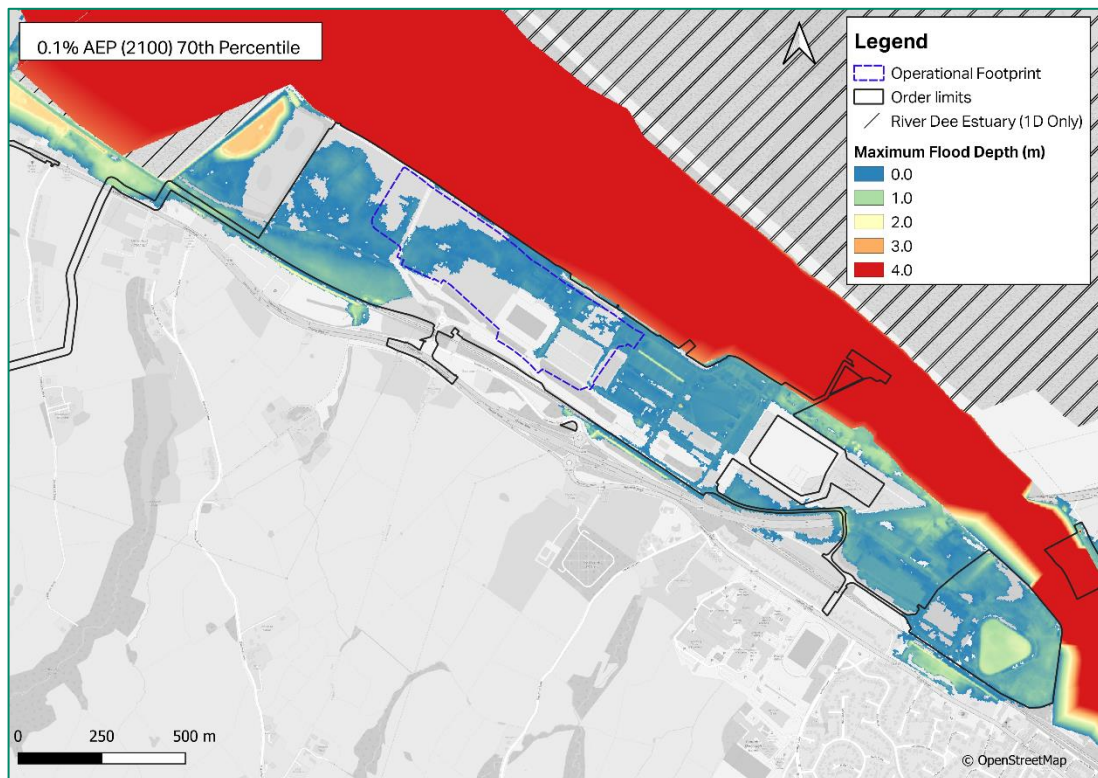 0.1% AEP (2100) 70th Percentile
Legend
Operational Footprint
Order limits
River Dee Estuary (1D Only)
Maximum Flood Depth (m)
0.0
1.0
2.0
3.0
4.0
0 250 500 m
© OpenStreetMap